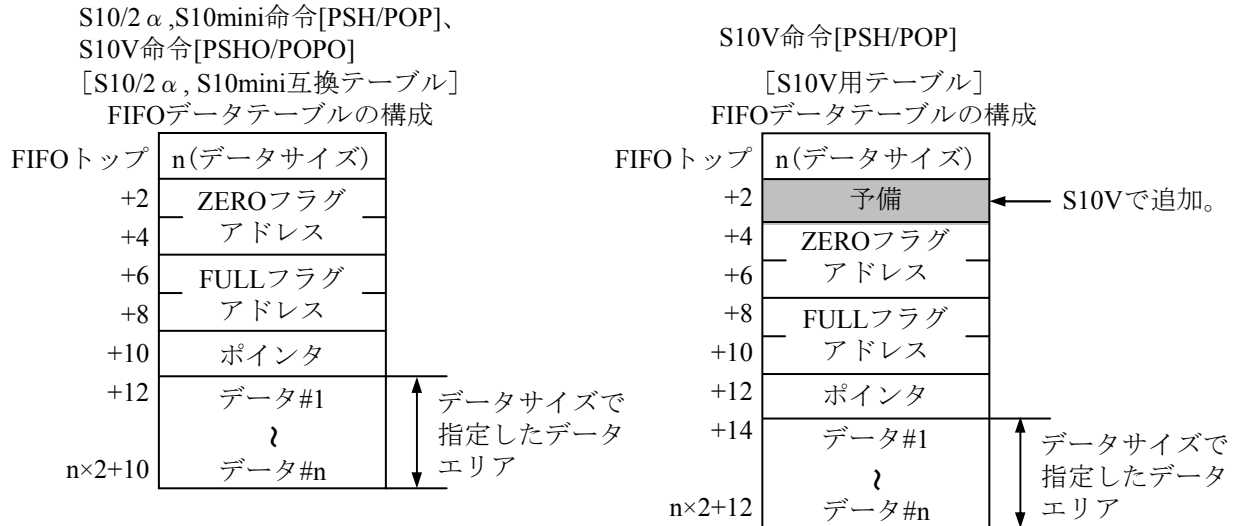 S10/2α,S10mini命令[PSH/POP]、
S10V命令[PSHO/POPO]
［S10/2α, S10mini互換テーブル］
FIFOデータテーブルの構成
FIFOトップ n(データサイズ)
+2 ZEROフラグ
+4 アドレス
+6 FULLフラグ
+8 アドレス
+10 ポインタ
+12 データ#1
～
n×2+10 データ#n
データサイズで
指定したデータ
エリア
S10V命令[PSH/POP]
［S10V用テーブル］
FIFOデータテーブルの構成
FIFOトップ n(データサイズ)
+2 予備 S10Vで追加。
+4 ZEROフラグ
+6 アドレス
+8 FULLフラグ
+10 アドレス
+12 ポインタ
+14 データ#1
～
n×2+12 データ#n
データサイズで
指定したデータ
エリア